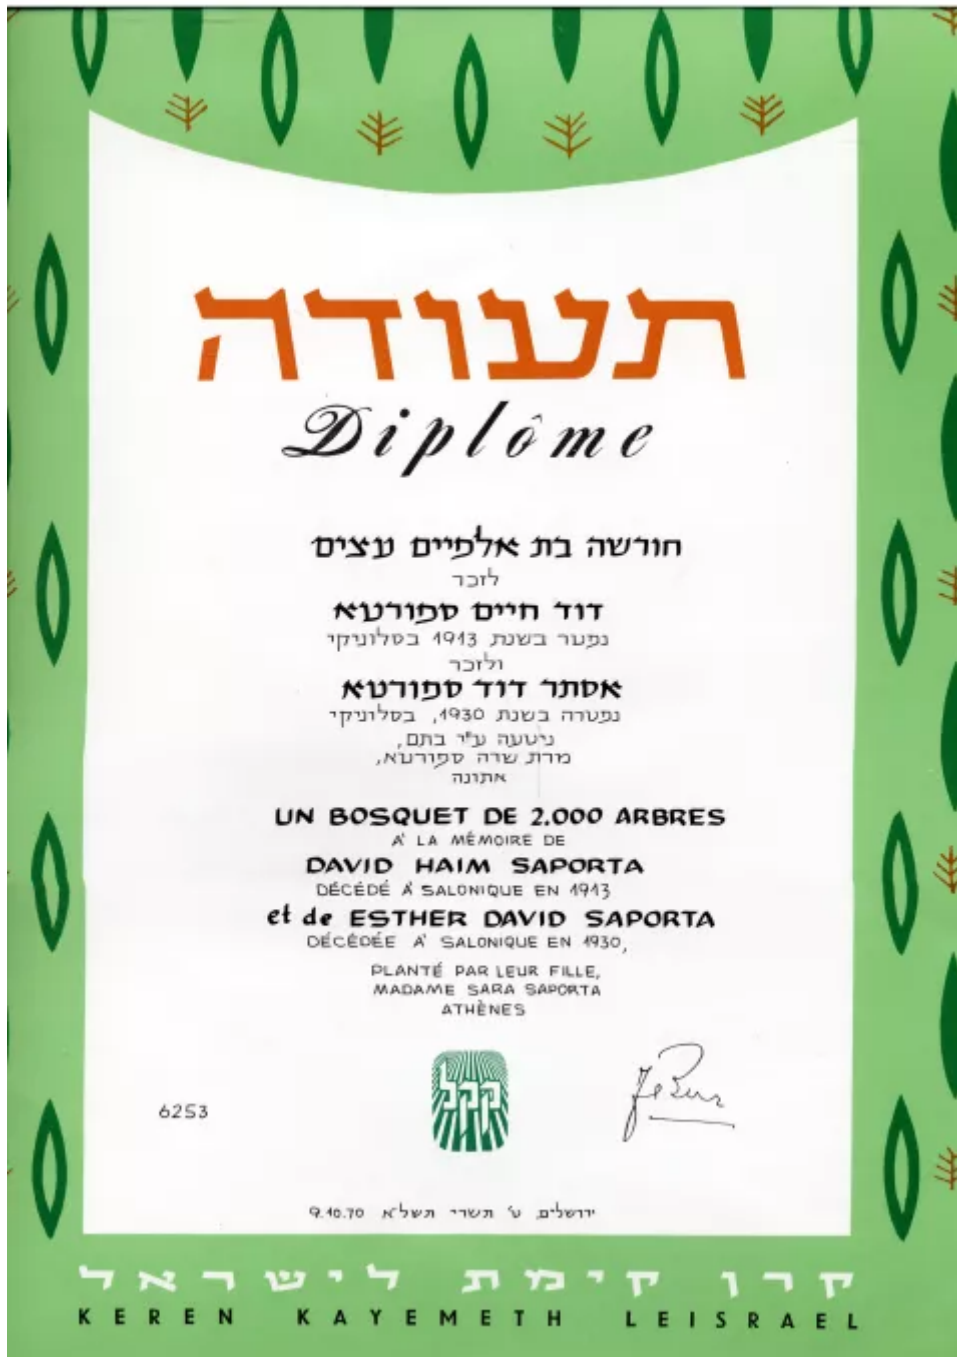 תעודה
Diplôme
חורשה בת אלפיים עצים
לזכר
דוד חיים ספורטא
נפטר בשנת 1913 בסלוניקי
ולזכר
אסתר דוד ספורטא
נפטרה בשנת 1930, בסלוניקי
ניטעה ע"י בתם,
מרת שרה ספורטא,
אתונה
UN BOSQUET DE 2.000 ARBRES
À LA MÉMOIRE DE
DAVID HAIM SAPORTA
DÉCÉDÉ À SALONIQUE EN 1913
et de ESTHER DAVID SAPORTA
DÉCÉDÉE À SALONIQUE EN 1930,
PLANTÉ PAR LEUR FILLE,
MADAME SARA SAPORTA
ATHÈNES
קקל
6253
ירושלים, ט' תשרי תשל"א 9.10.70
קרן קימת לישראל
KEREN KAYEMETH LEISRAEL